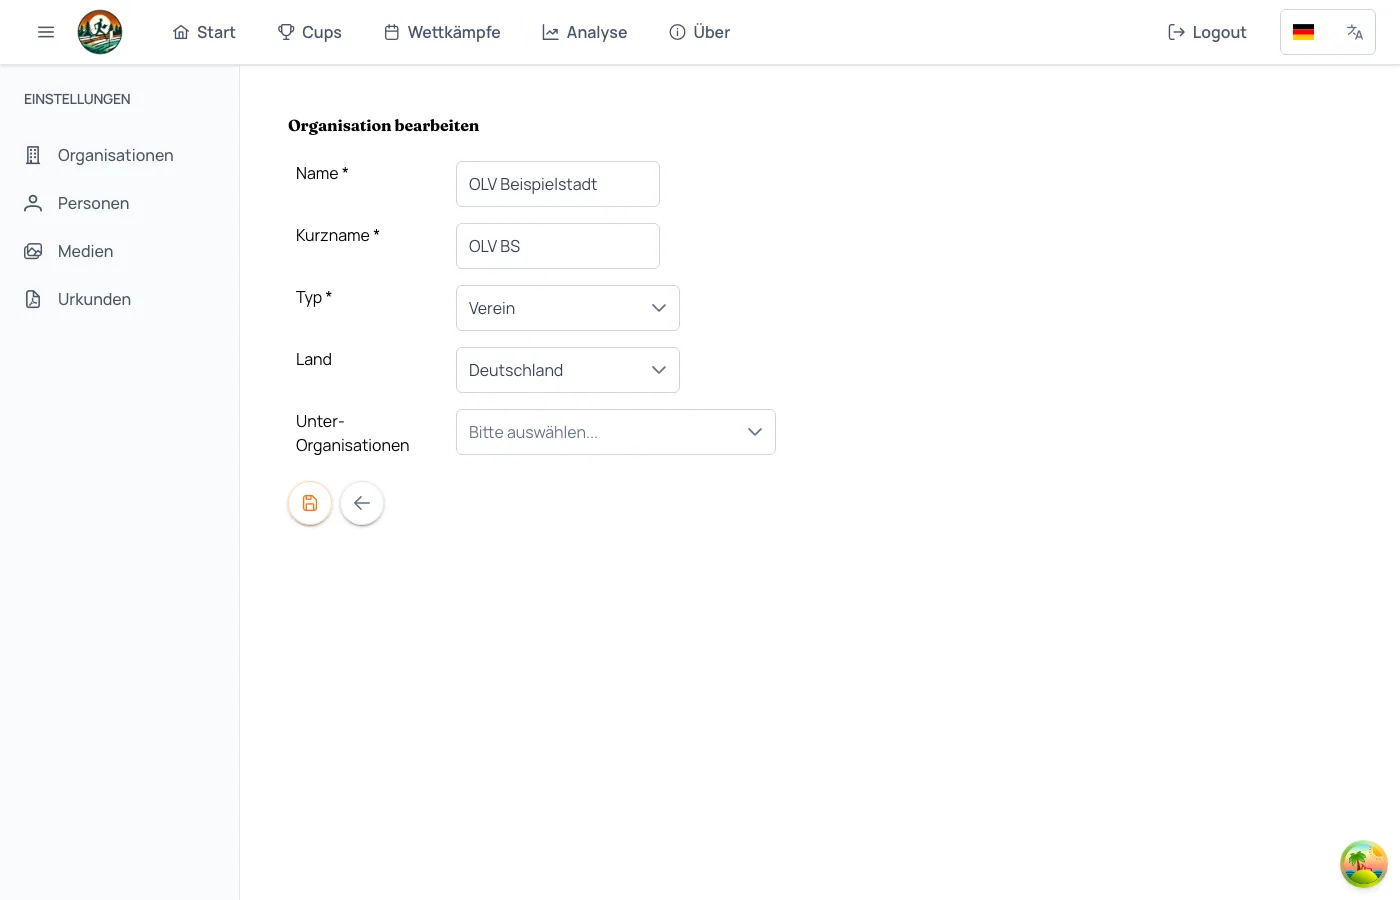 Start
Cups
Wettkämpfe
Analyse
Über
Logout
EINSTELLUNGEN
Organisationen
Personen
Medien
Urkunden
Organisation bearbeiten
Name *
OLV Beispielstadt
Kurzname *
OLV BS
Typ *
Verein
Land
Deutschland
Unter-
Organisationen
Bitte auswählen...